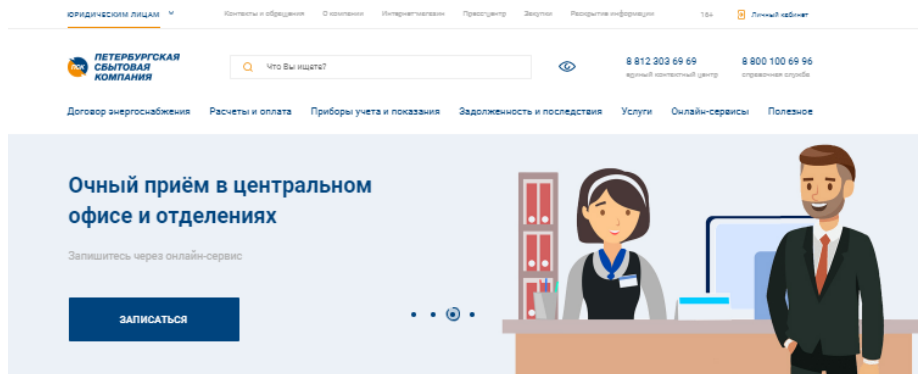 ЮРИДИЧЕСКИМ ЛИЦАМ Контакты и обращения О компании Интернет-магазин Пресс-центр Закупки Раскрытие информации 16+ Личный кабинет
ПСК
ПЕТЕРБУРГСКАЯ
СБЫТОВАЯ
КОМПАНИЯ
Что Вы ищете?
8 812 303 69 69
единый контактный центр
8 800 100 69 96
справочная служба
Договор энергоснабжения Расчеты и оплата Приборы учета и показания Задолженность и последствия Услуги Онлайн-сервисы Полезное
Очный приём в центральном
офисе и отделениях
Запишитесь через онлайн-сервис
ЗАПИСАТЬСЯ